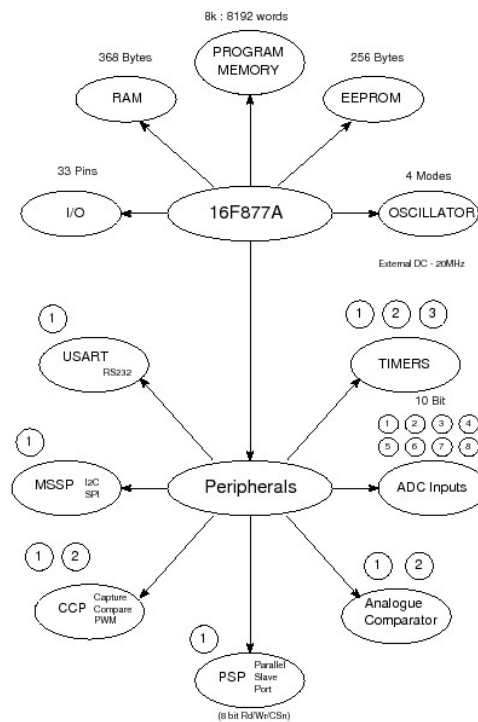 8k : 8192 words
PROGRAM
MEMORY
368 Bytes
RAM
256 Bytes
EEPROM
33 Pins
I/O
16F877A
4 Modes
OSCILLATOR
External DC - 20MHz
1
USART
RS232
1 2 3
TIMERS
10 Bit
1 2 3 4
5 6 7 8
ADC Inputs
1
MSSP I2C
SPI
Peripherals
1 2
CCP Capture
Compare
PWM
1 2
Analogue
Comparator
1
PSP Parallel
Slave
Port
(8 bit Rd/Wr/CSn)